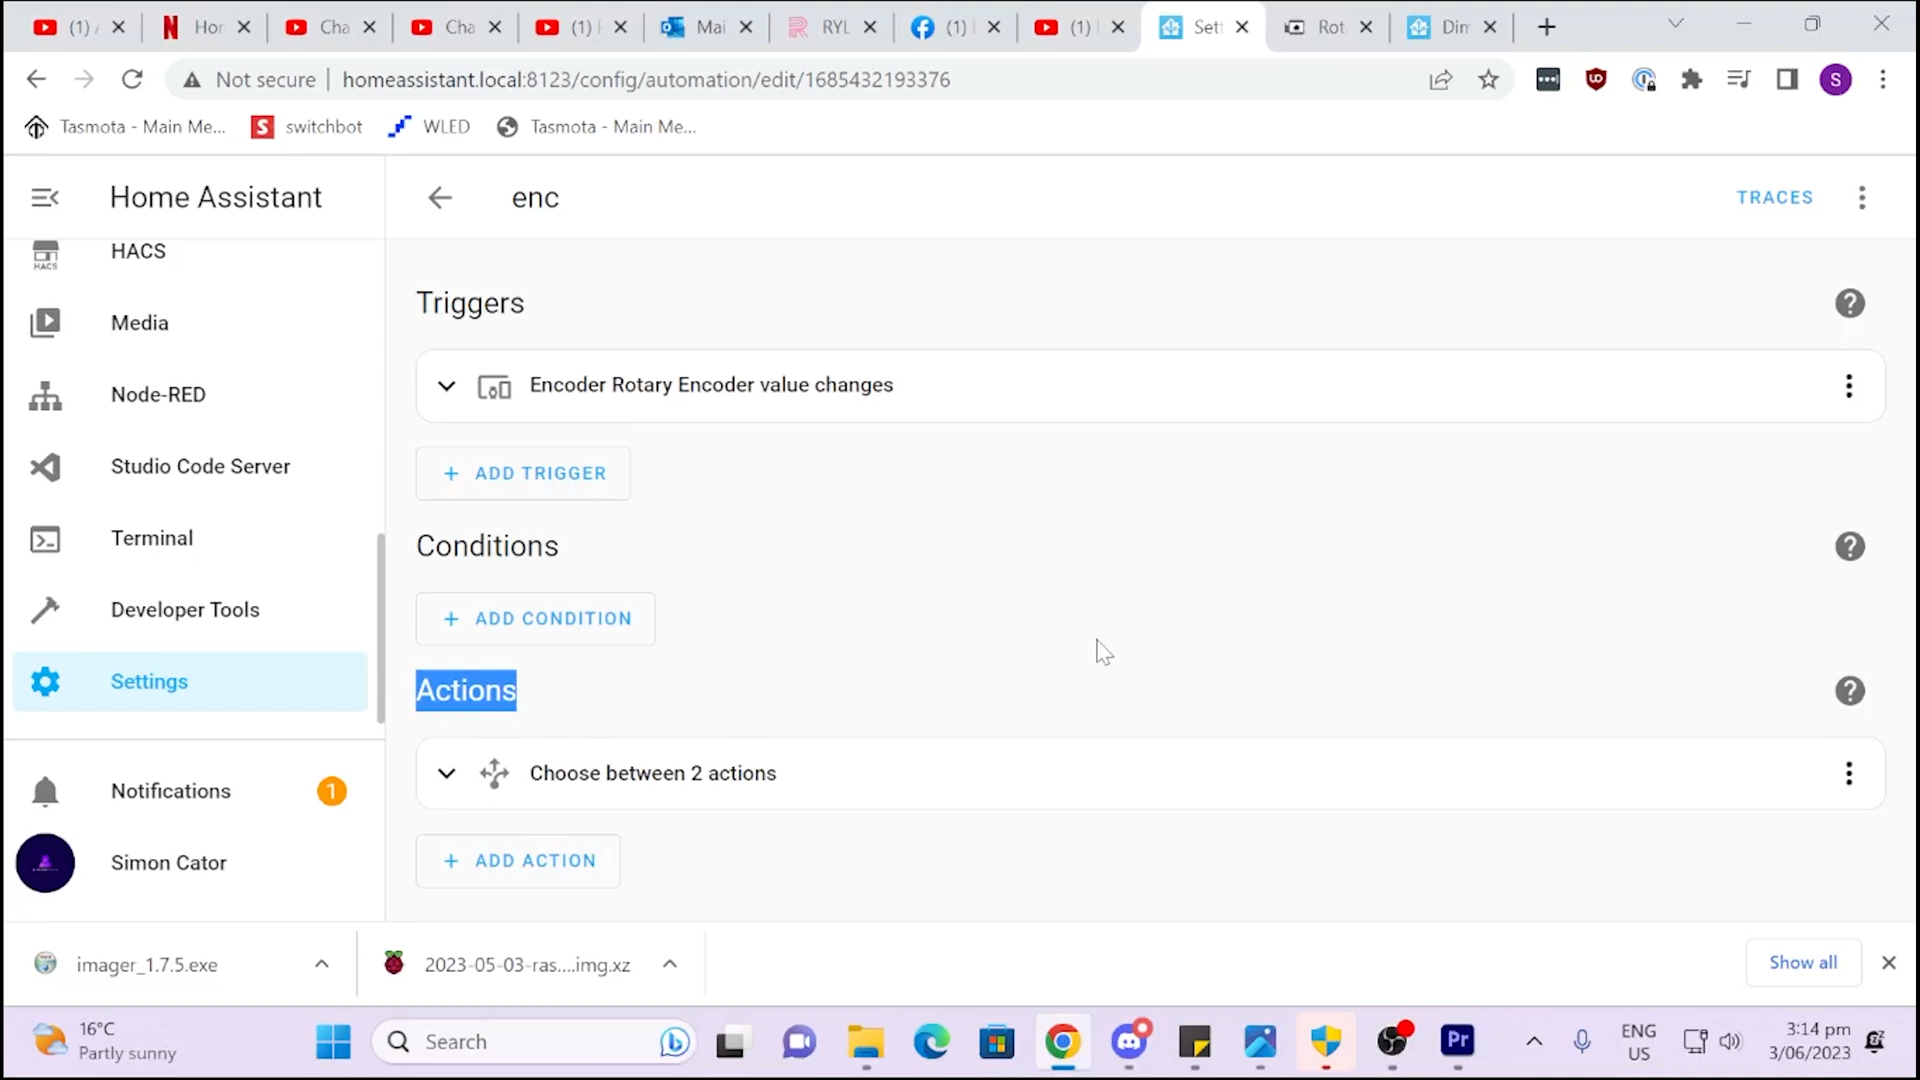 (1) /
Hor
Cha
Cha
(1) F
Mai
RYL
(1)
(1)
Sett
Rot
Dim
Not secure
homeassistant.local:8123/config/automation/edit/1685432193376
S
Tasmota - Main Me...
switchbot
WLED
Tasmota - Main Me...
Home Assistant
enc
TRACES
HACS
HACS
Media
Node-RED
Studio Code Server
Terminal
Developer Tools
Settings
Notifications
1
Simon Cator
Triggers
Encoder Rotary Encoder value changes
+ ADD TRIGGER
Conditions
+ ADD CONDITION
Actions
Choose between 2 actions
+ ADD ACTION
imager_1.7.5.exe
2023-05-03-ras....img.xz
Show all
16°C
Partly sunny
Search
Pr
ENG
US
3:14 pm
3/06/2023